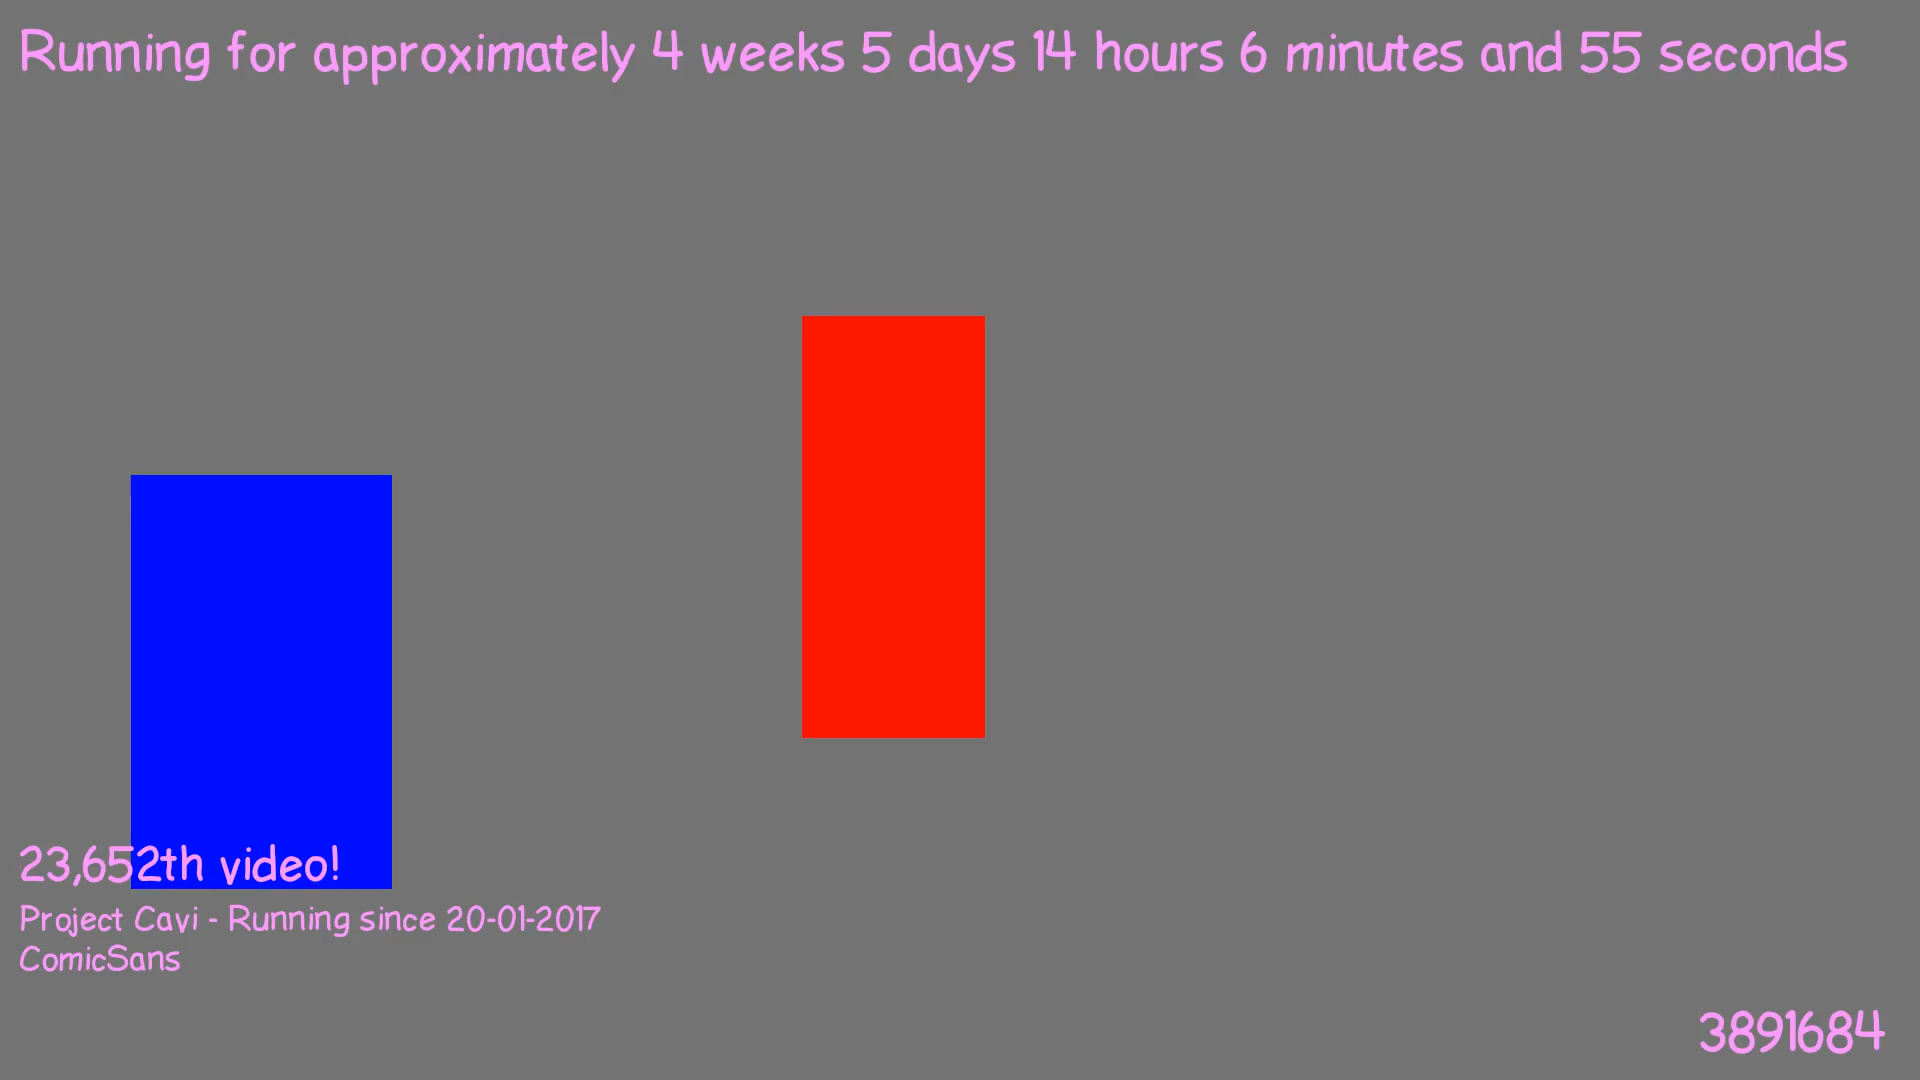 Running for approximately 4 weeks 5 days 14 hours 6 minutes and 55 seconds
23,652th video!
Project Cavi - Running since 20-01-2017
ComicSans
3891684